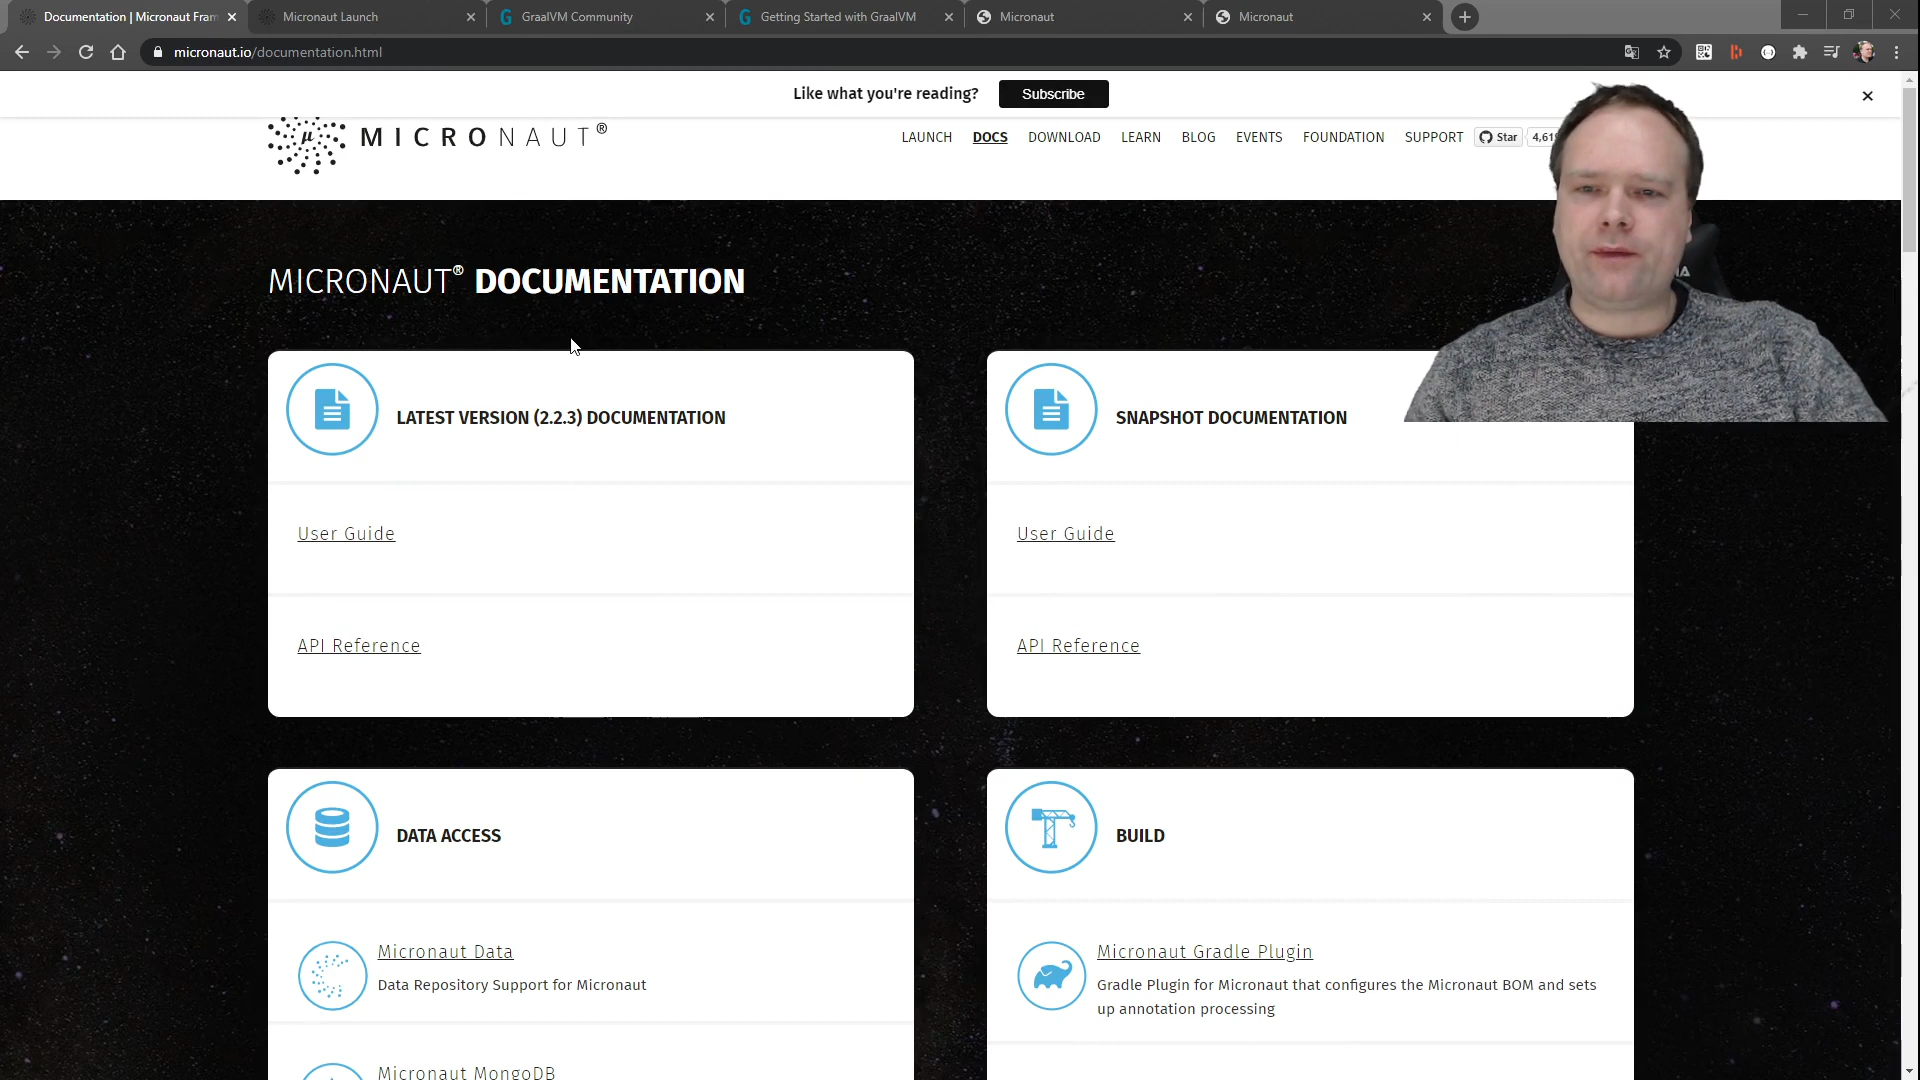 Documentation | Micronaut Fram
Micronaut Launch
GraalVM Community
Getting Started with GraalVM
Micronaut
Micronaut
micronaut.io/documentation.html
Like what you're reading?
Subscribe
μ MICRONAUT®
LAUNCH
DOCS
DOWNLOAD
LEARN
BLOG
EVENTS
FOUNDATION
SUPPORT
Star
MICRONAUT® DOCUMENTATION
LATEST VERSION (2.2.3) DOCUMENTATION
User Guide
API Reference
SNAPSHOT DOCUMENTATION
User Guide
API Reference
DATA ACCESS
Micronaut Data
Data Repository Support for Micronaut
Micronaut MongoDB
BUILD
Micronaut Gradle Plugin
Gradle Plugin for Micronaut that configures the Micronaut BOM and sets
up annotation processing